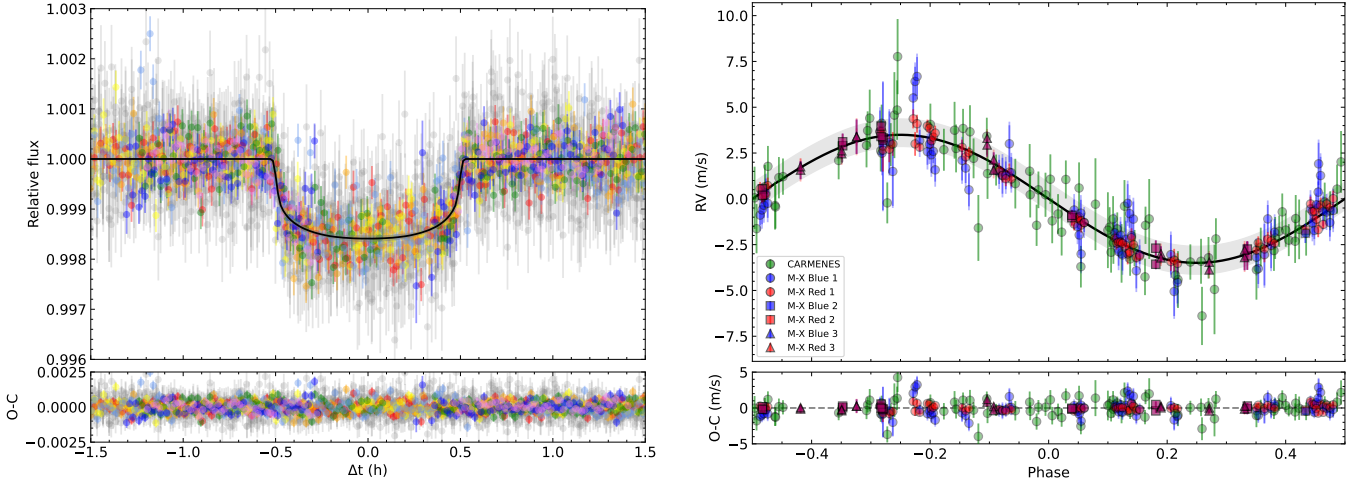 1.003
1.002
1.001
1.000
0.999
0.998
0.997
0.996
Relative flux
0.0025
0.0000
−0.0025
O-C
−1.5
−1.0
−0.5
0.0
0.5
1.0
1.5
Δt (h)
10.0
7.5
5.0
2.5
0.0
−2.5
−5.0
−7.5
RV (m/s)
CARMENES
M-X Blue 1
M-X Red 1
M-X Blue 2
M-X Red 2
M-X Blue 3
M-X Red 3
5
0
−5
O-C (m/s)
−0.4
−0.2
0.0
0.2
0.4
Phase